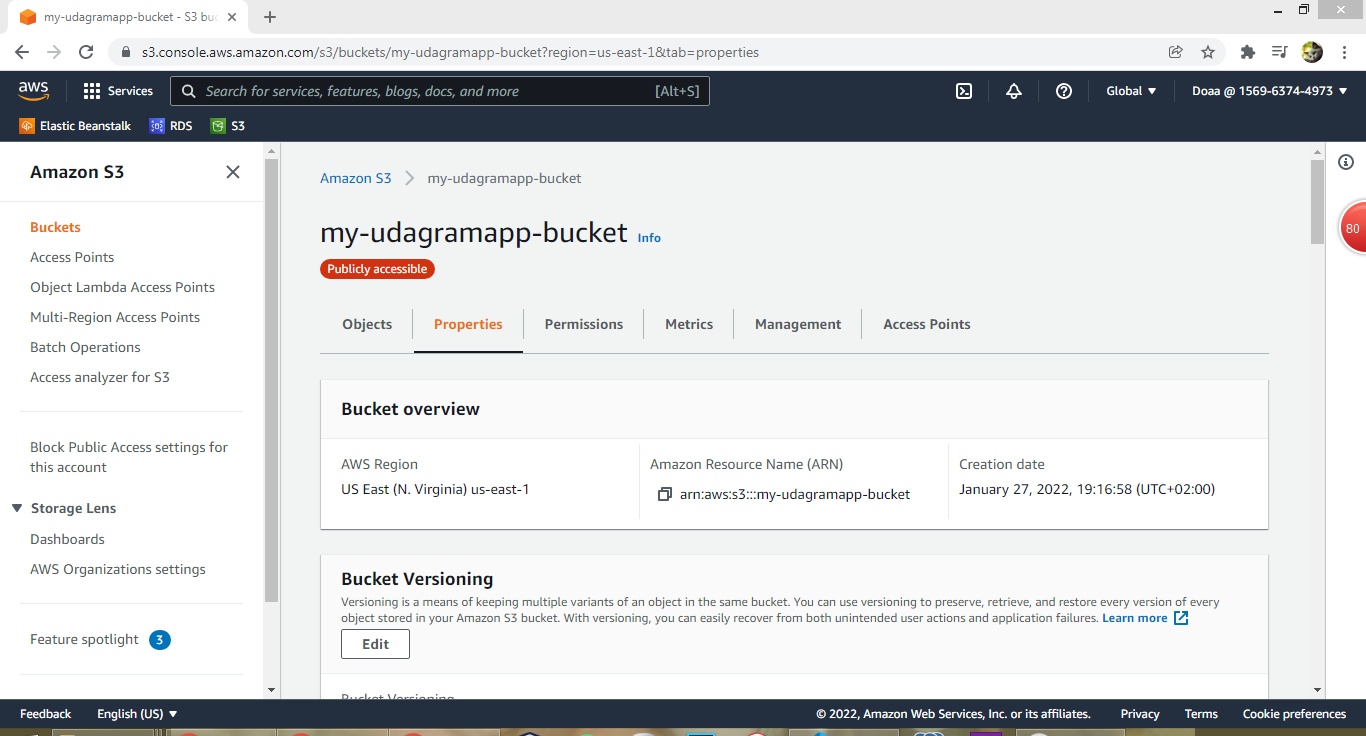 my-udagramapp-bucket - S3 buc
s3.console.aws.amazon.com/s3/buckets/my-udagramapp-bucket?region=us-east-1&tab=properties
aws Services Search for services, features, blogs, docs, and more [Alt+S] Global Doaa @ 1569-6374-4973
Elastic Beanstalk RDS S3
Amazon S3
Buckets
Access Points
Object Lambda Access Points
Multi-Region Access Points
Batch Operations
Access analyzer for S3
Block Public Access settings for
this account
Storage Lens
Dashboards
AWS Organizations settings
Feature spotlight 3
Amazon S3 my-udagramapp-bucket
my-udagramapp-bucket Info
Publicly accessible
Objects Properties Permissions Metrics Management Access Points
Bucket overview
AWS Region
US East (N. Virginia) us-east-1
Amazon Resource Name (ARN)
arn:aws:s3:::my-udagramapp-bucket
Creation date
January 27, 2022, 19:16:58 (UTC+02:00)
Bucket Versioning
Versioning is a means of keeping multiple variants of an object in the same bucket. You can use versioning to preserve, retrieve, and restore every version of every
object stored in your Amazon S3 bucket. With versioning, you can easily recover from both unintended user actions and application failures. Learn more
Edit
Bucket Versioning
80
Feedback English (US) © 2022, Amazon Web Services, Inc. or its affiliates. Privacy Terms Cookie preferences